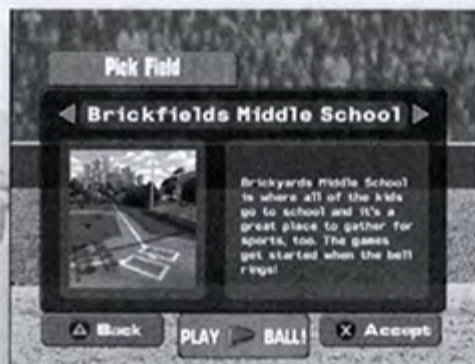 Pick Field
Brickfields Middle School
Brickyards Middle School
is where all of the kids
go to school and it's a
great place to gather for
sports, too. The games
get started when the bell
rings!
Back
PLAY BALL!
Accept